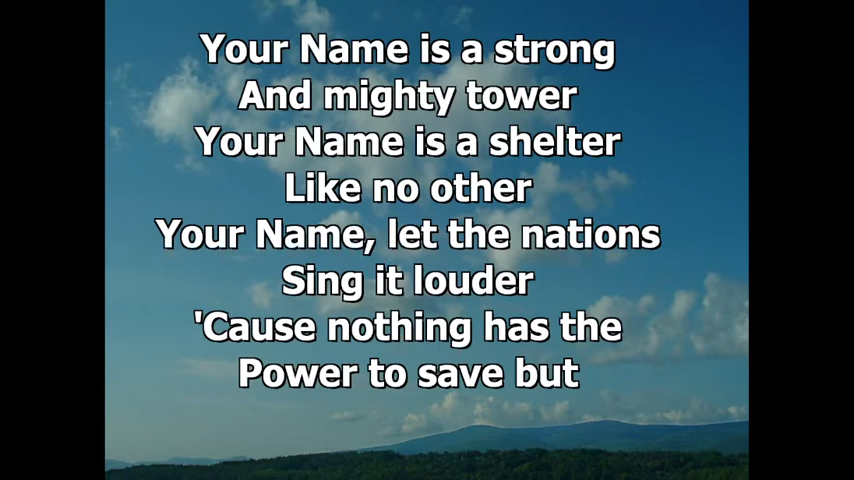 Your Name is a strong
And mighty tower
Your Name is a shelter
Like no other
Your Name, let the nations
Sing it louder
'Cause nothing has the
Power to save but